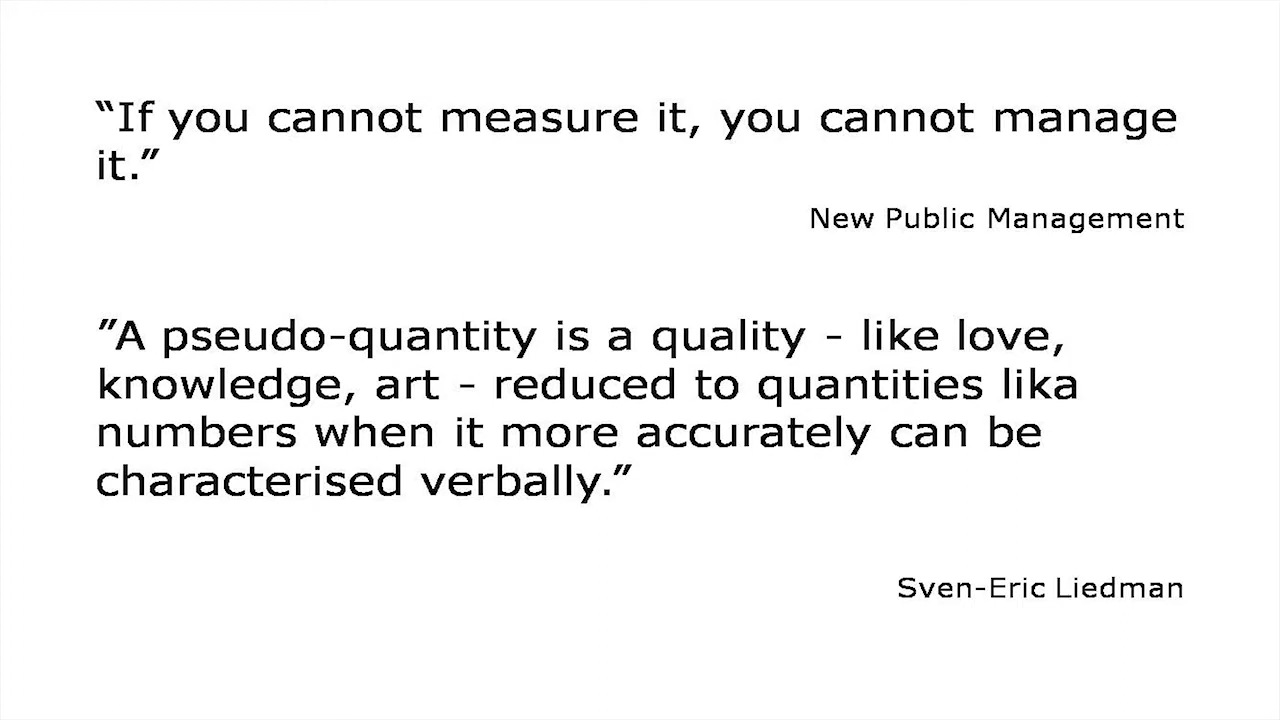 “If you cannot measure it, you cannot manage
it.”
New Public Management
”A pseudo-quantity is a quality - like love,
knowledge, art - reduced to quantities lika
numbers when it more accurately can be
characterised verbally.”
Sven-Eric Liedman